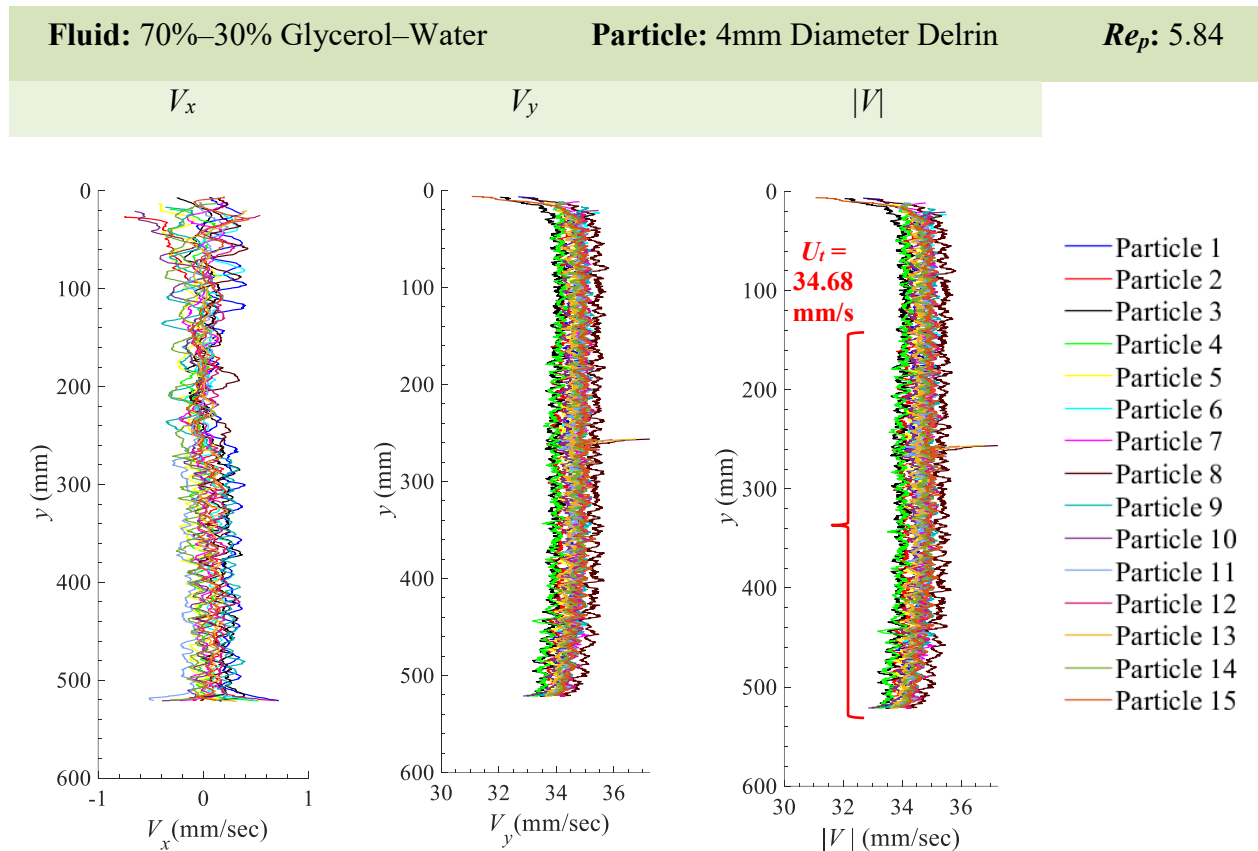 Fluid: 70%–30% Glycerol–Water Particle: 4mm Diameter Delrin Reₚ: 5.84
Vₓ V_y |V|
0
100
200
300
400
500
600
y (mm)
-1 0 1
Vₓ (mm/sec)
0
100
200
300
400
500
600
y (mm)
30 32 34 36
V_y (mm/sec)
0
100
200
300
400
500
600
y (mm)
30 32 34 36
|V| (mm/sec)
Uₜ =
34.68
mm/s
Particle 1
Particle 2
Particle 3
Particle 4
Particle 5
Particle 6
Particle 7
Particle 8
Particle 9
Particle 10
Particle 11
Particle 12
Particle 13
Particle 14
Particle 15